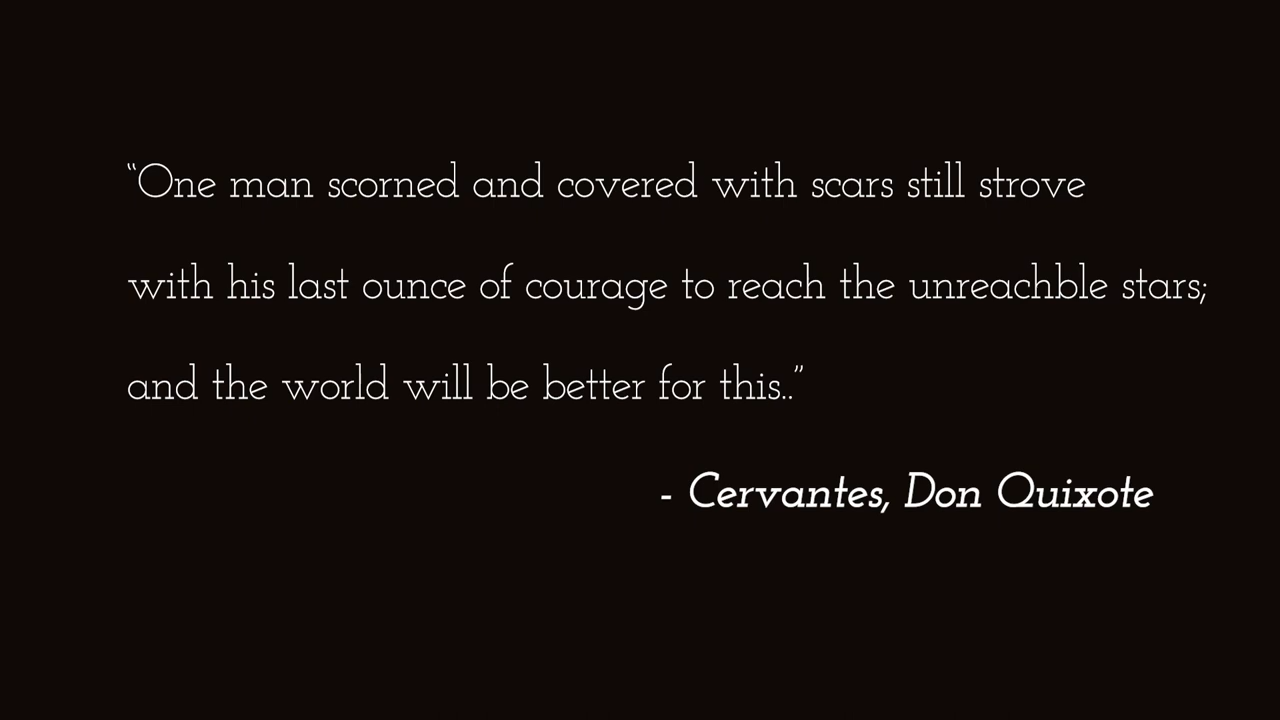 “One man scorned and covered with scars still strove
with his last ounce of courage to reach the unreachble stars;
and the world will be better for this..”
- Cervantes, Don Quixote